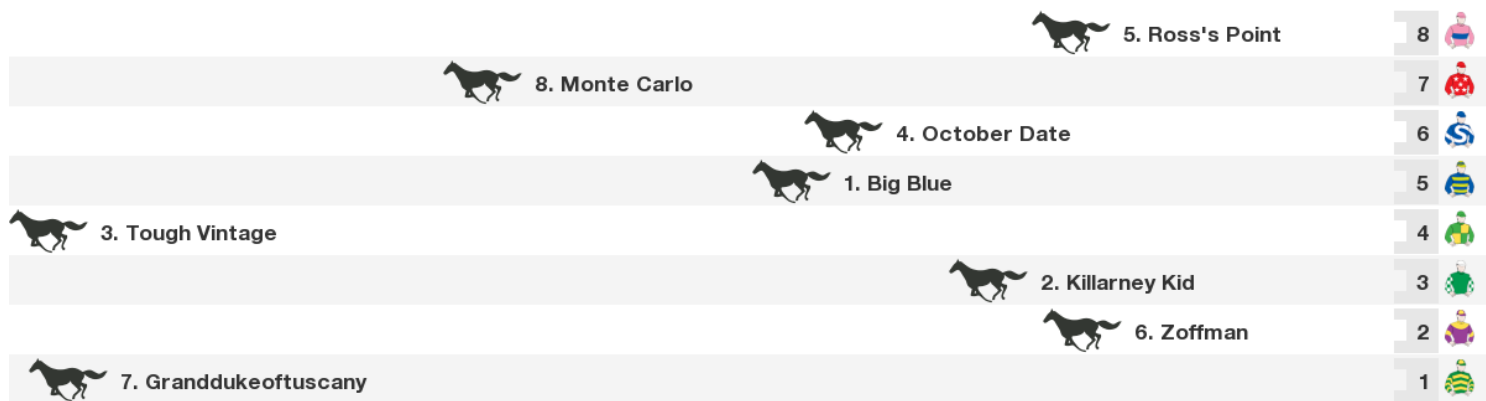 5. Ross's Point 8
8. Monte Carlo 7
4. October Date 6
1. Big Blue 5
3. Tough Vintage 4
2. Killarney Kid 3
6. Zoffman 2
7. Granddukeoftuscany 1